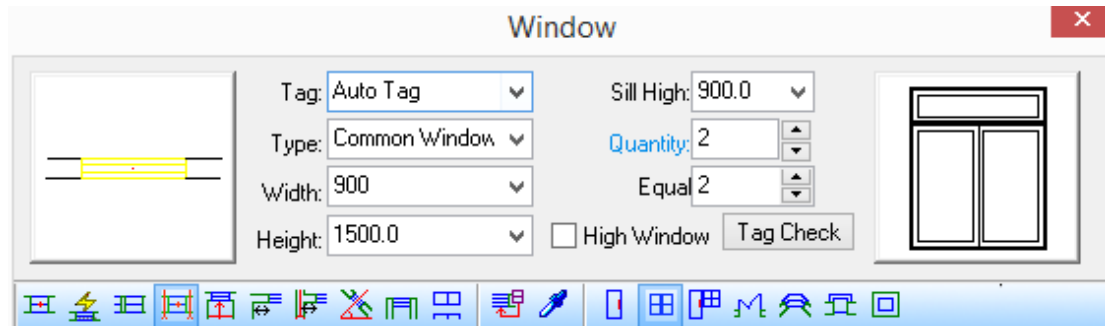 Window
Tag: Auto Tag
Type: Common Window
Width: 900
Height: 1500.0
Sill High: 900.0
Quantity: 2
Equal 2
High Window
Tag Check